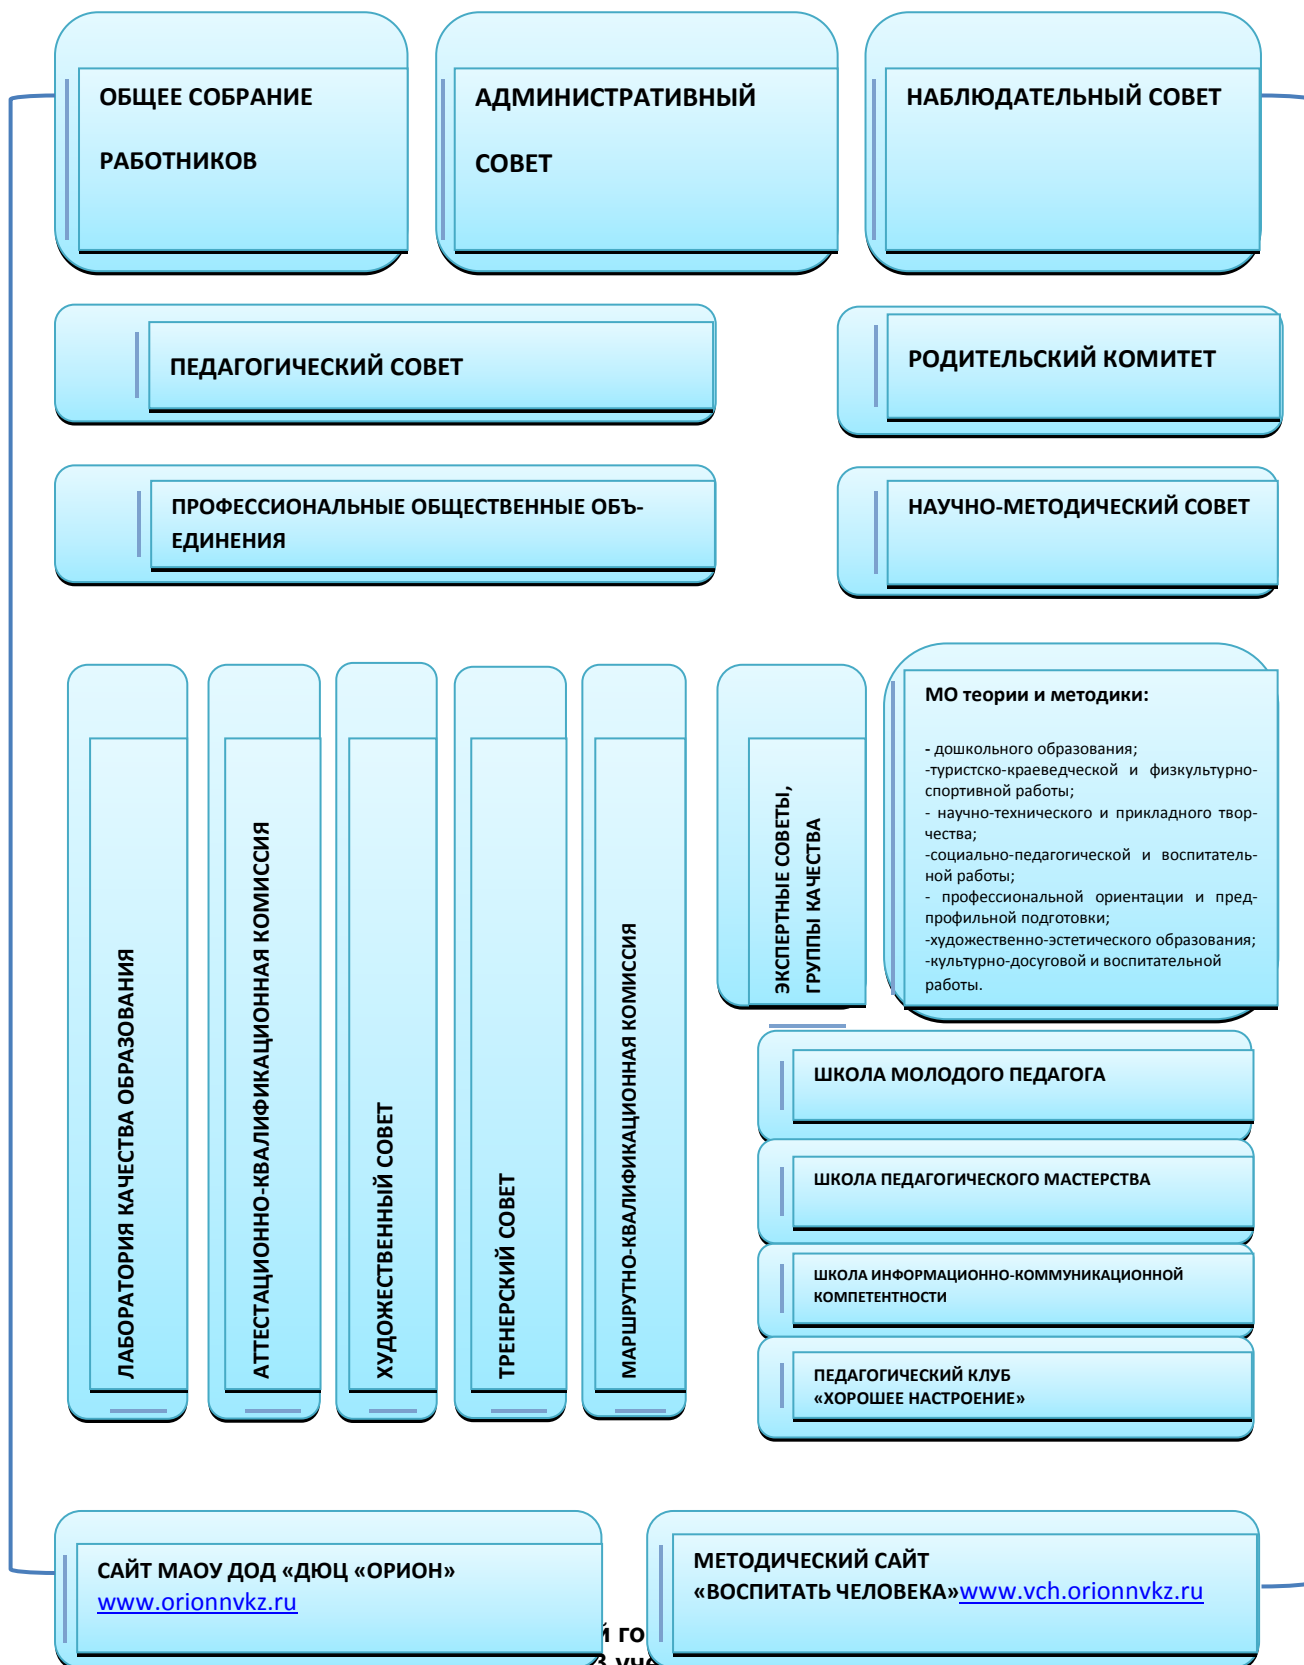 ОБЩЕЕ СОБРАНИЕ
РАБОТНИКОВ
АДМИНИСТРАТИВНЫЙ
СОВЕТ
НАБЛЮДАТЕЛЬНЫЙ СОВЕТ
ПЕДАГОГИЧЕСКИЙ СОВЕТ
РОДИТЕЛЬСКИЙ КОМИТЕТ
ПРОФЕССИОНАЛЬНЫЕ ОБЩЕСТВЕННЫЕ ОБЪ-
ЕДИНЕНИЯ
НАУЧНО-МЕТОДИЧЕСКИЙ СОВЕТ
ЛАБОРАТОРИЯ КАЧЕСТВА ОБРАЗОВАНИЯ
АТТЕСТАЦИОННО-КВАЛИФИКАЦИОННАЯ КОМИССИЯ
ХУДОЖЕСТВЕННЫЙ СОВЕТ
ТРЕНЕРСКИЙ СОВЕТ
МАРШРУТНО-КВАЛИФИКАЦИОННАЯ КОМИССИЯ
ЭКСПЕРТНЫЕ СОВЕТЫ,
ГРУППЫ КАЧЕСТВА
МО теории и методики:
- дошкольного образования;
-туристско-краеведческой и физкультурно-
спортивной работы;
- научно-технического и прикладного твор-
чества;
-социально-педагогической и воспитатель-
ной работы;
- профессиональной ориентации и пред-
профильной подготовки;
-художественно-эстетического образования;
-культурно-досуговой и воспитательной
работы.
ШКОЛА МОЛОДОГО ПЕДАГОГА
ШКОЛА ПЕДАГОГИЧЕСКОГО МАСТЕРСТВА
ШКОЛА ИНФОРМАЦИОННО-КОММУНИКАЦИОННОЙ
КОМПЕТЕНТНОСТИ
ПЕДАГОГИЧЕСКИЙ КЛУБ
«ХОРОШЕЕ НАСТРОЕНИЕ»
САЙТ МАОУ ДОД «ДЮЦ «ОРИОН»
www.orionnvkz.ru
МЕТОДИЧЕСКИЙ САЙТ
«ВОСПИТАТЬ ЧЕЛОВЕКА»www.vch.orionnvkz.ru